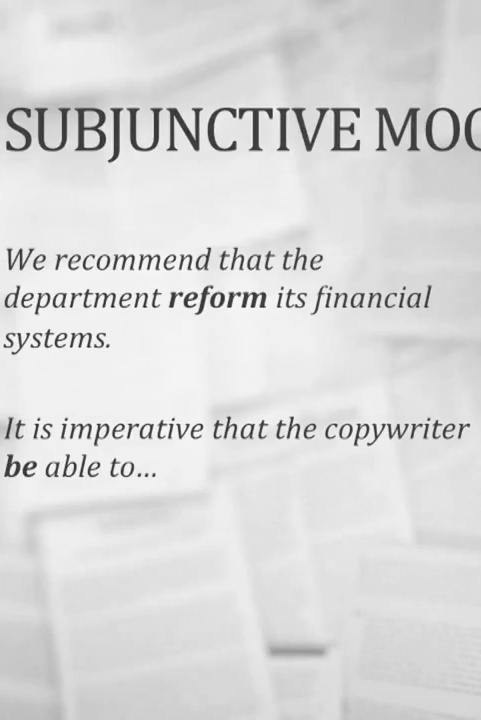 SUBJUNCTIVE MOO
We recommend that the
department reform its financial
systems.
It is imperative that the copywriter
be able to...